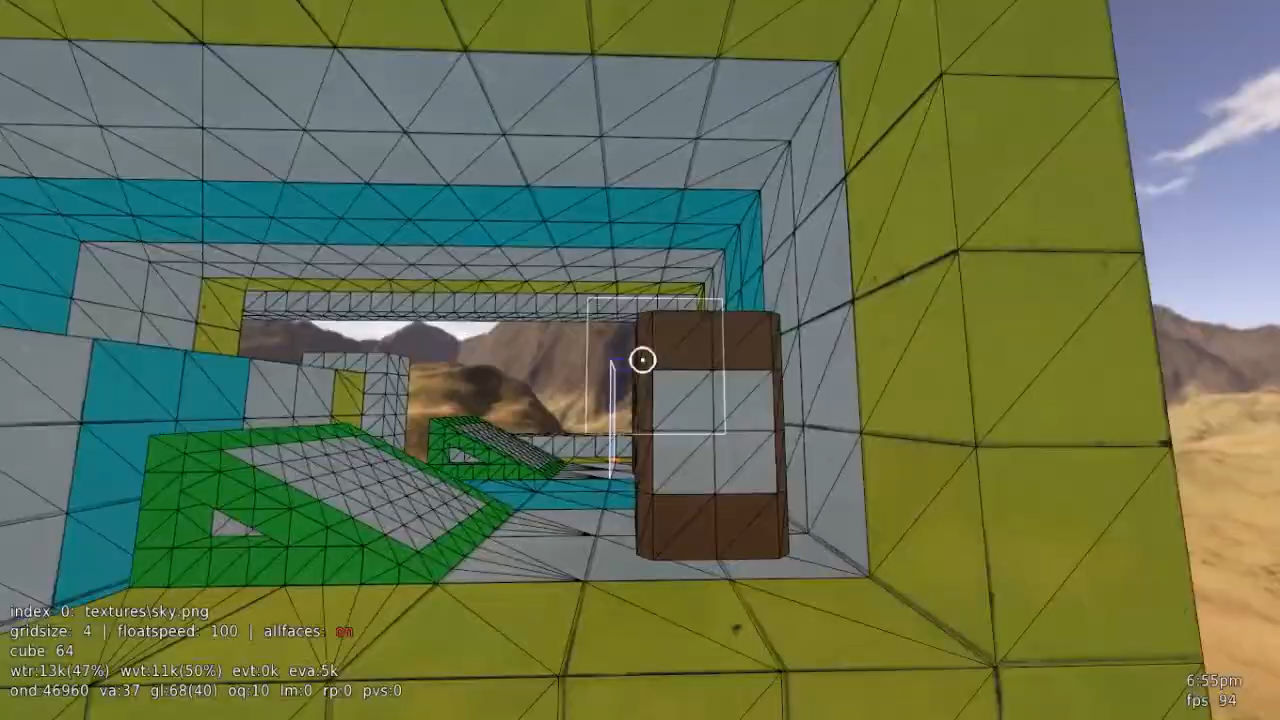 index 0: textures\sky.png
gridsize: 4 | floatspeed: 100 | allfaces: on
cube 64
wtr:13k(47%) wvt:11k(50%) evt:0k eva:5k
ond:46960 va:37 gl:68(40) oq:10 lm:0 rp:0 pvs:0
6:55pm
fps 94